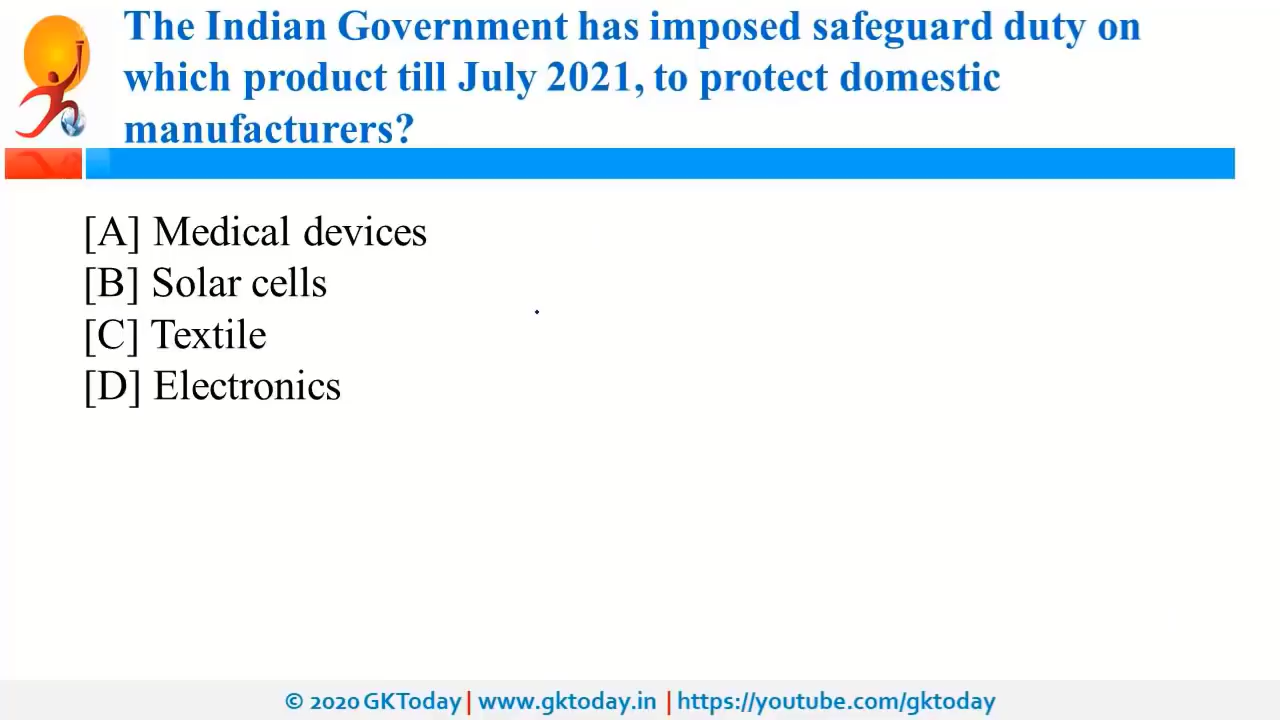 The Indian Government has imposed safeguard duty on
which product till July 2021, to protect domestic
manufacturers?
[A] Medical devices
[B] Solar cells
[C] Textile
[D] Electronics
© 2020 GKToday | www.gktoday.in | https://youtube.com/gktoday